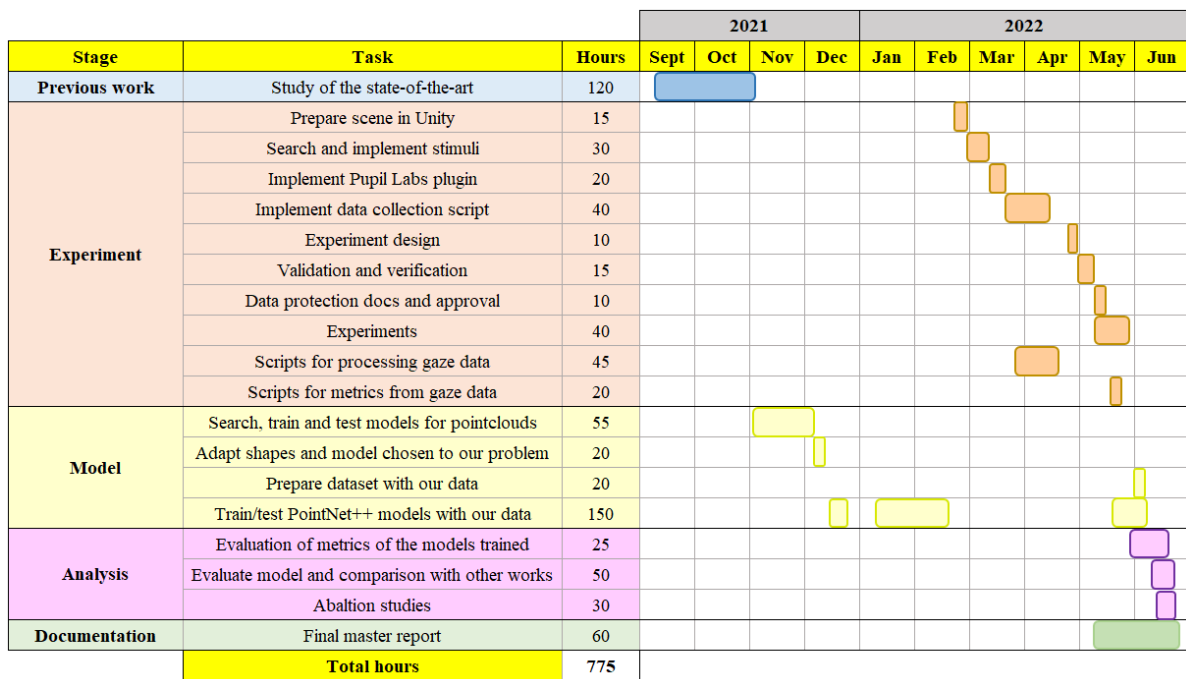 2021 2022
Stage Task Hours Sept Oct Nov Dec Jan Feb Mar Apr May Jun
Previous work Study of the state-of-the-art 120
Prepare scene in Unity 15
Search and implement stimuli 30
Implement Pupil Labs plugin 20
Implement data collection script 40
Experiment design 10
Experiment
Validation and verification 15
Data protection docs and approval 10
Experiments 40
Scripts for processing gaze data 45
Scripts for metrics from gaze data 20
Search, train and test models for pointclouds 55
Adapt shapes and model chosen to our problem 20
Model
Prepare dataset with our data 20
Train/test PointNet++ models with our data 150
Evaluation of metrics of the models trained 25
Analysis Evaluate model and comparison with other works 50
Abaltion studies 30
Documentation Final master report 60
Total hours 775